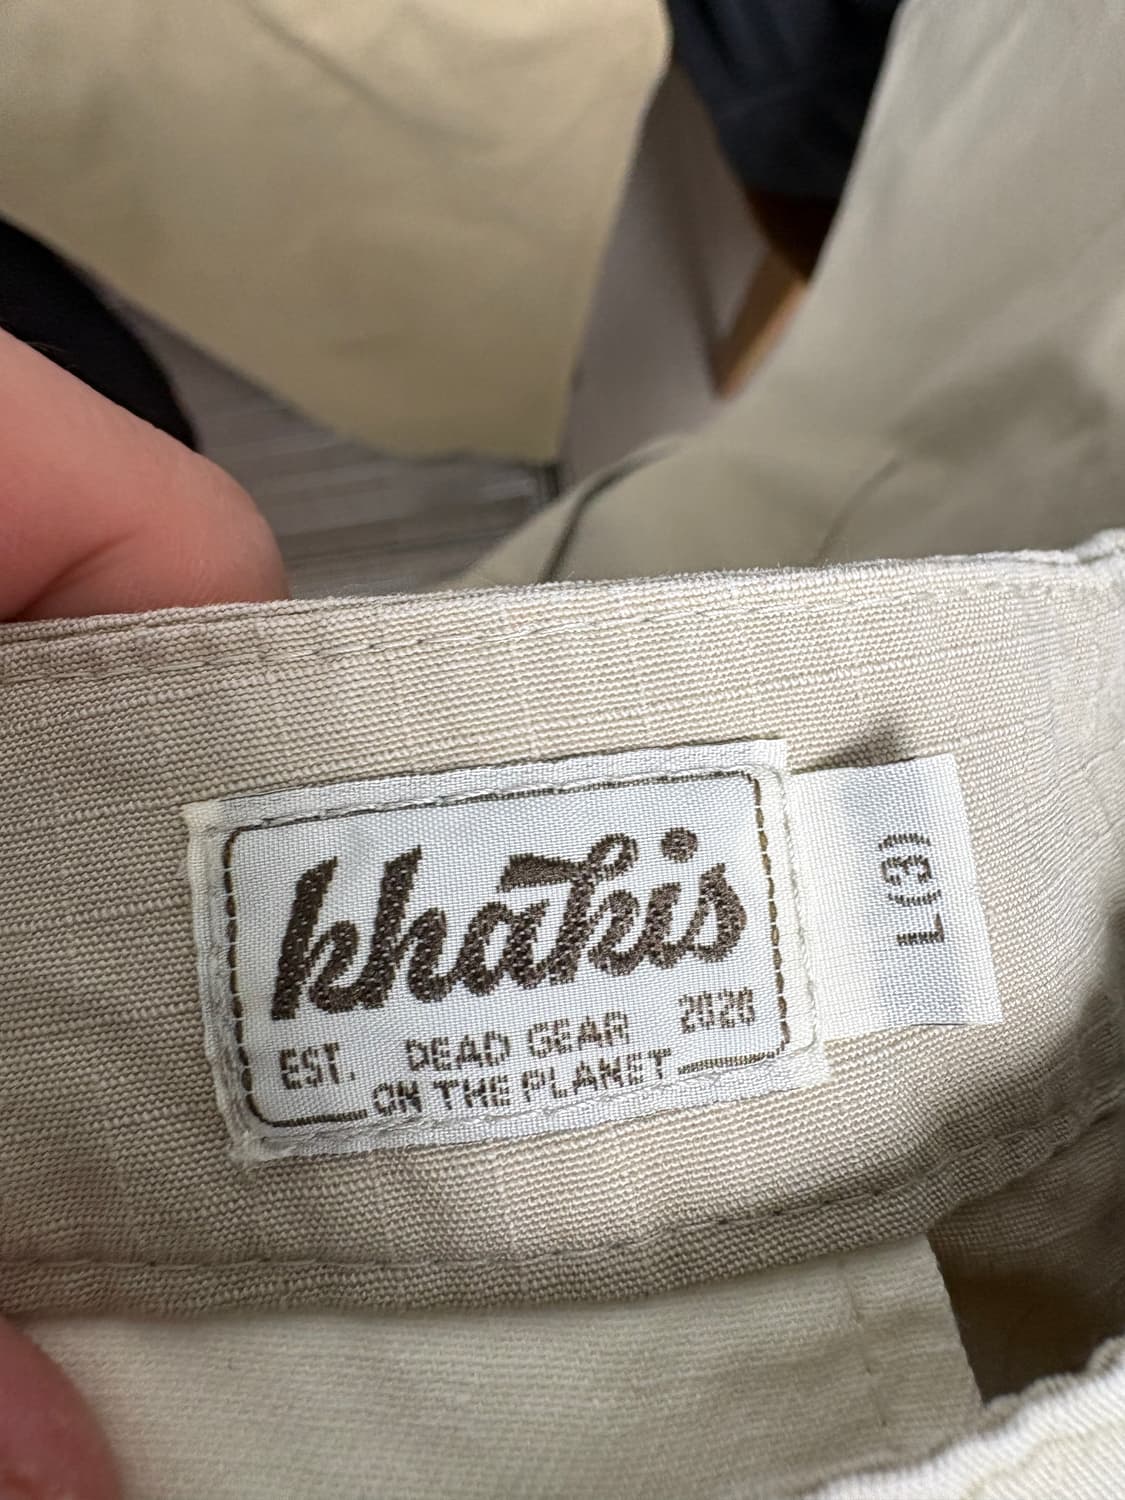 khakis
EST. DEAD GEAR 2020
ON THE PLANET
L(3)